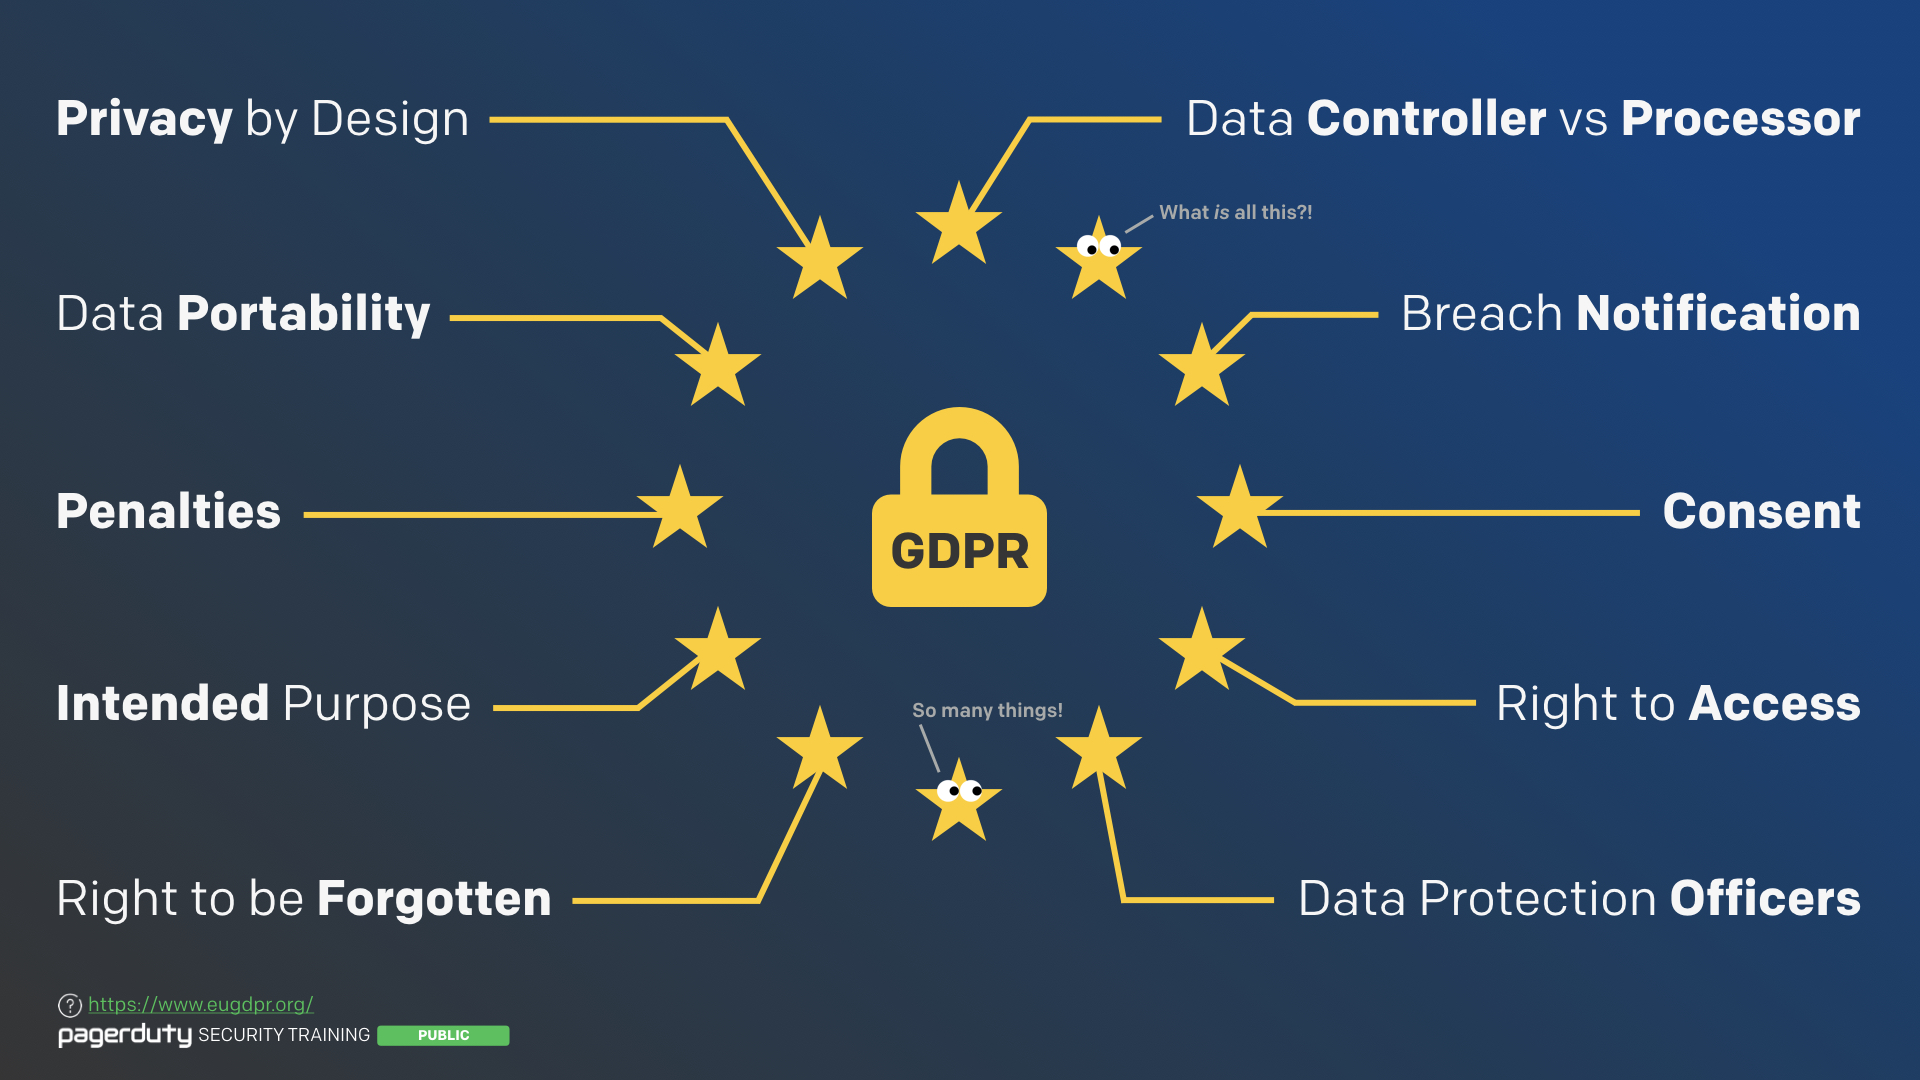 Privacy by Design
Data Controller vs Processor
What is all this?!
Data Portability
Breach Notification
Penalties
GDPR
Consent
Intended Purpose
So many things!
Right to Access
Right to be Forgotten
Data Protection Officers
? https://www.eugdpr.org/
pagerduty SECURITY TRAINING PUBLIC